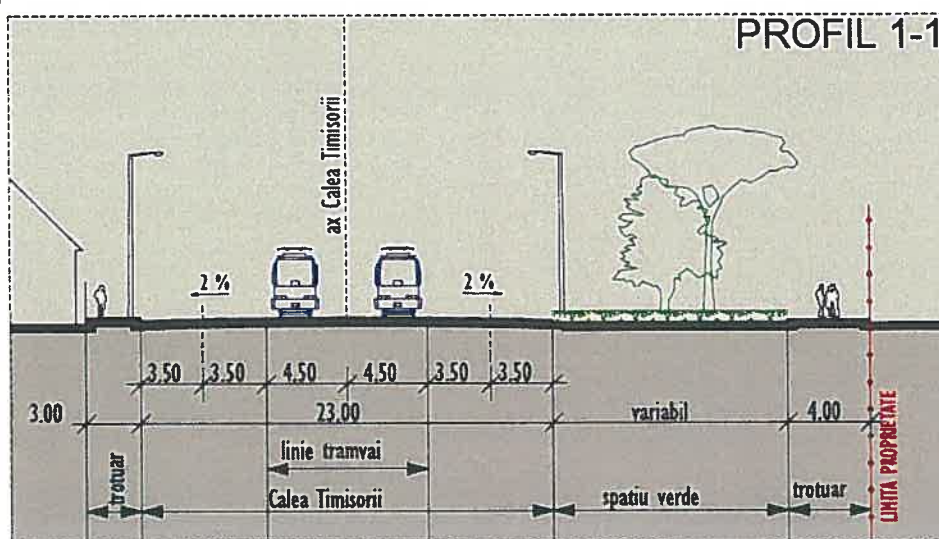 PROFIL 1-1
ax Calea Timisorii
2 %
2 %
3.50 3.50 4.50 4.50 3.50 3.50
3.00 23.00 variabil 4.00
linie tramvai
trotuar
Calea Timisorii
spatiu verde
trotuar
LIMITA PROPRIETATE